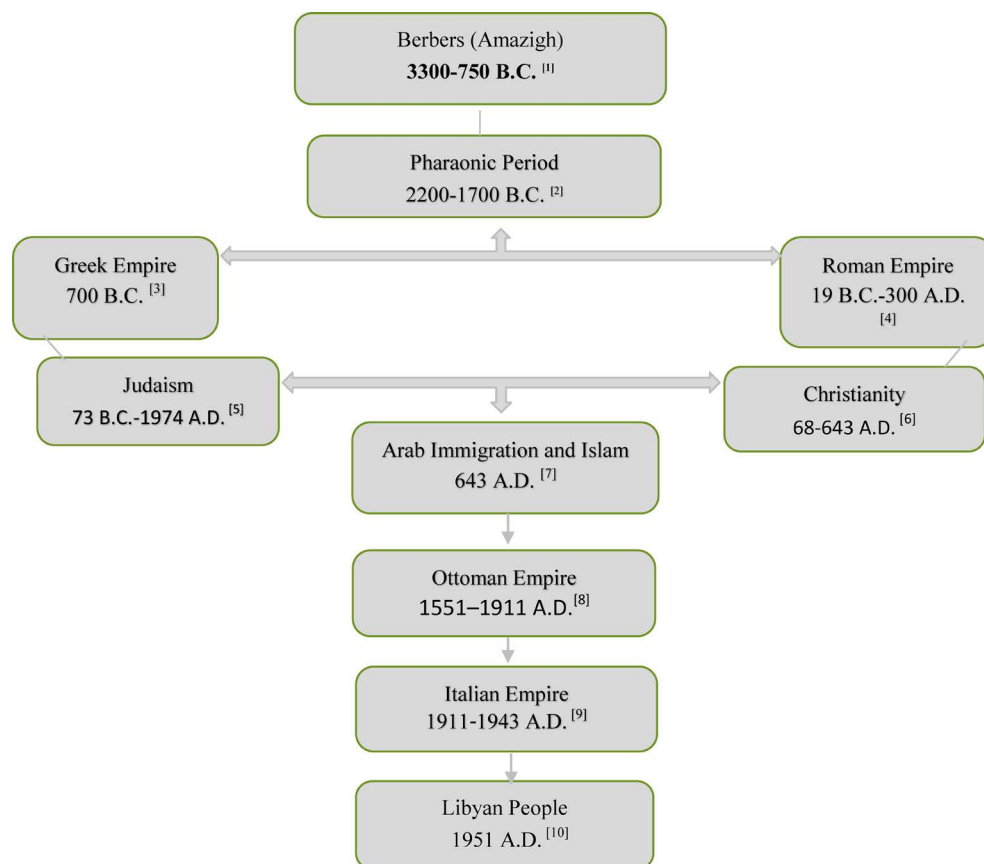 Berbers (Amazigh)
3300-750 B.C. [1]
Pharaonic Period
2200-1700 B.C. [2]
Greek Empire
700 B.C. [3]
Roman Empire
19 B.C.-300 A.D.
[4]
Judaism
73 B.C.-1974 A.D. [5]
Christianity
68-643 A.D. [6]
Arab Immigration and Islam
643 A.D. [7]
Ottoman Empire
1551–1911 A.D.[8]
Italian Empire
1911-1943 A.D. [9]
Libyan People
1951 A.D. [10]